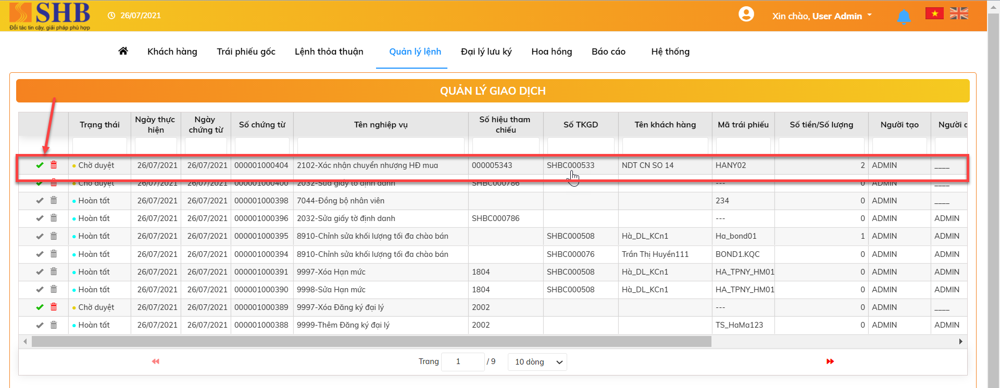 SHB
Đối tác tin cậy, giải pháp phù hợp
26/07/2021
Xin chào, User Admin
Khách hàng Trái phiếu gốc Lệnh thỏa thuận Quản lý lệnh Đại lý lưu ký Hoa hồng Báo cáo Hệ thống
QUẢN LÝ GIAO DỊCH
Trạng thái Ngày thực hiện Ngày chứng từ Số chứng từ Tên nghiệp vụ Số hiệu tham chiếu Số TKGD Tên khách hàng Mã trái phiếu Số tiền/Số lượng Người tạo Người
Chờ duyệt 26/07/2021 26/07/2021 000001000404 2102-Xác nhận chuyển nhượng HĐ mua 000005343 SHBC000533 NDT CN SO 14 HANY02 2 ADMIN ____
Chờ duyệt 26/07/2021 26/07/2021 000001000400 2032-Sửa giấy tờ định danh SHBC000786 --- 0 ADMIN ____
Hoàn tất 26/07/2021 26/07/2021 000001000398 7044-Đồng bộ nhân viên 234 0 ADMIN ____
Hoàn tất 26/07/2021 26/07/2021 000001000396 2032-Sửa giấy tờ định danh SHBC000786 --- 0 ADMIN ADMIN
Hoàn tất 26/07/2021 26/07/2021 000001000395 8910-Chỉnh sửa khối lượng tối đa chào bán SHBC000508 Hà_DL_KCn1 Ha_bond01 1 ADMIN ADMIN
Hoàn tất 26/07/2021 26/07/2021 000001000394 8910-Chỉnh sửa khối lượng tối đa chào bán SHBC000076 Trần Thị Huyền111 BOND1.KQC 0 ADMIN ADMIN
Hoàn tất 26/07/2021 26/07/2021 000001000391 9997-Xóa Hạn mức 1804 SHBC000508 Hà_DL_KCn1 HA_TPNY_HM01 0 ADMIN ADMIN
Hoàn tất 26/07/2021 26/07/2021 000001000390 9998-Sửa Hạn mức 1804 SHBC000508 Hà_DL_KCn1 HA_TPNY_HM01 0 ADMIN ADMIN
Chờ duyệt 26/07/2021 26/07/2021 000001000389 9997-Xóa Đăng ký đại lý 2002 --- 0 ADMIN ____
Hoàn tất 26/07/2021 26/07/2021 000001000388 9999-Thêm Đăng ký đại lý 2002 TS_HaMa123 0 ADMIN ADMIN
Trang 1 / 9 10 dòng